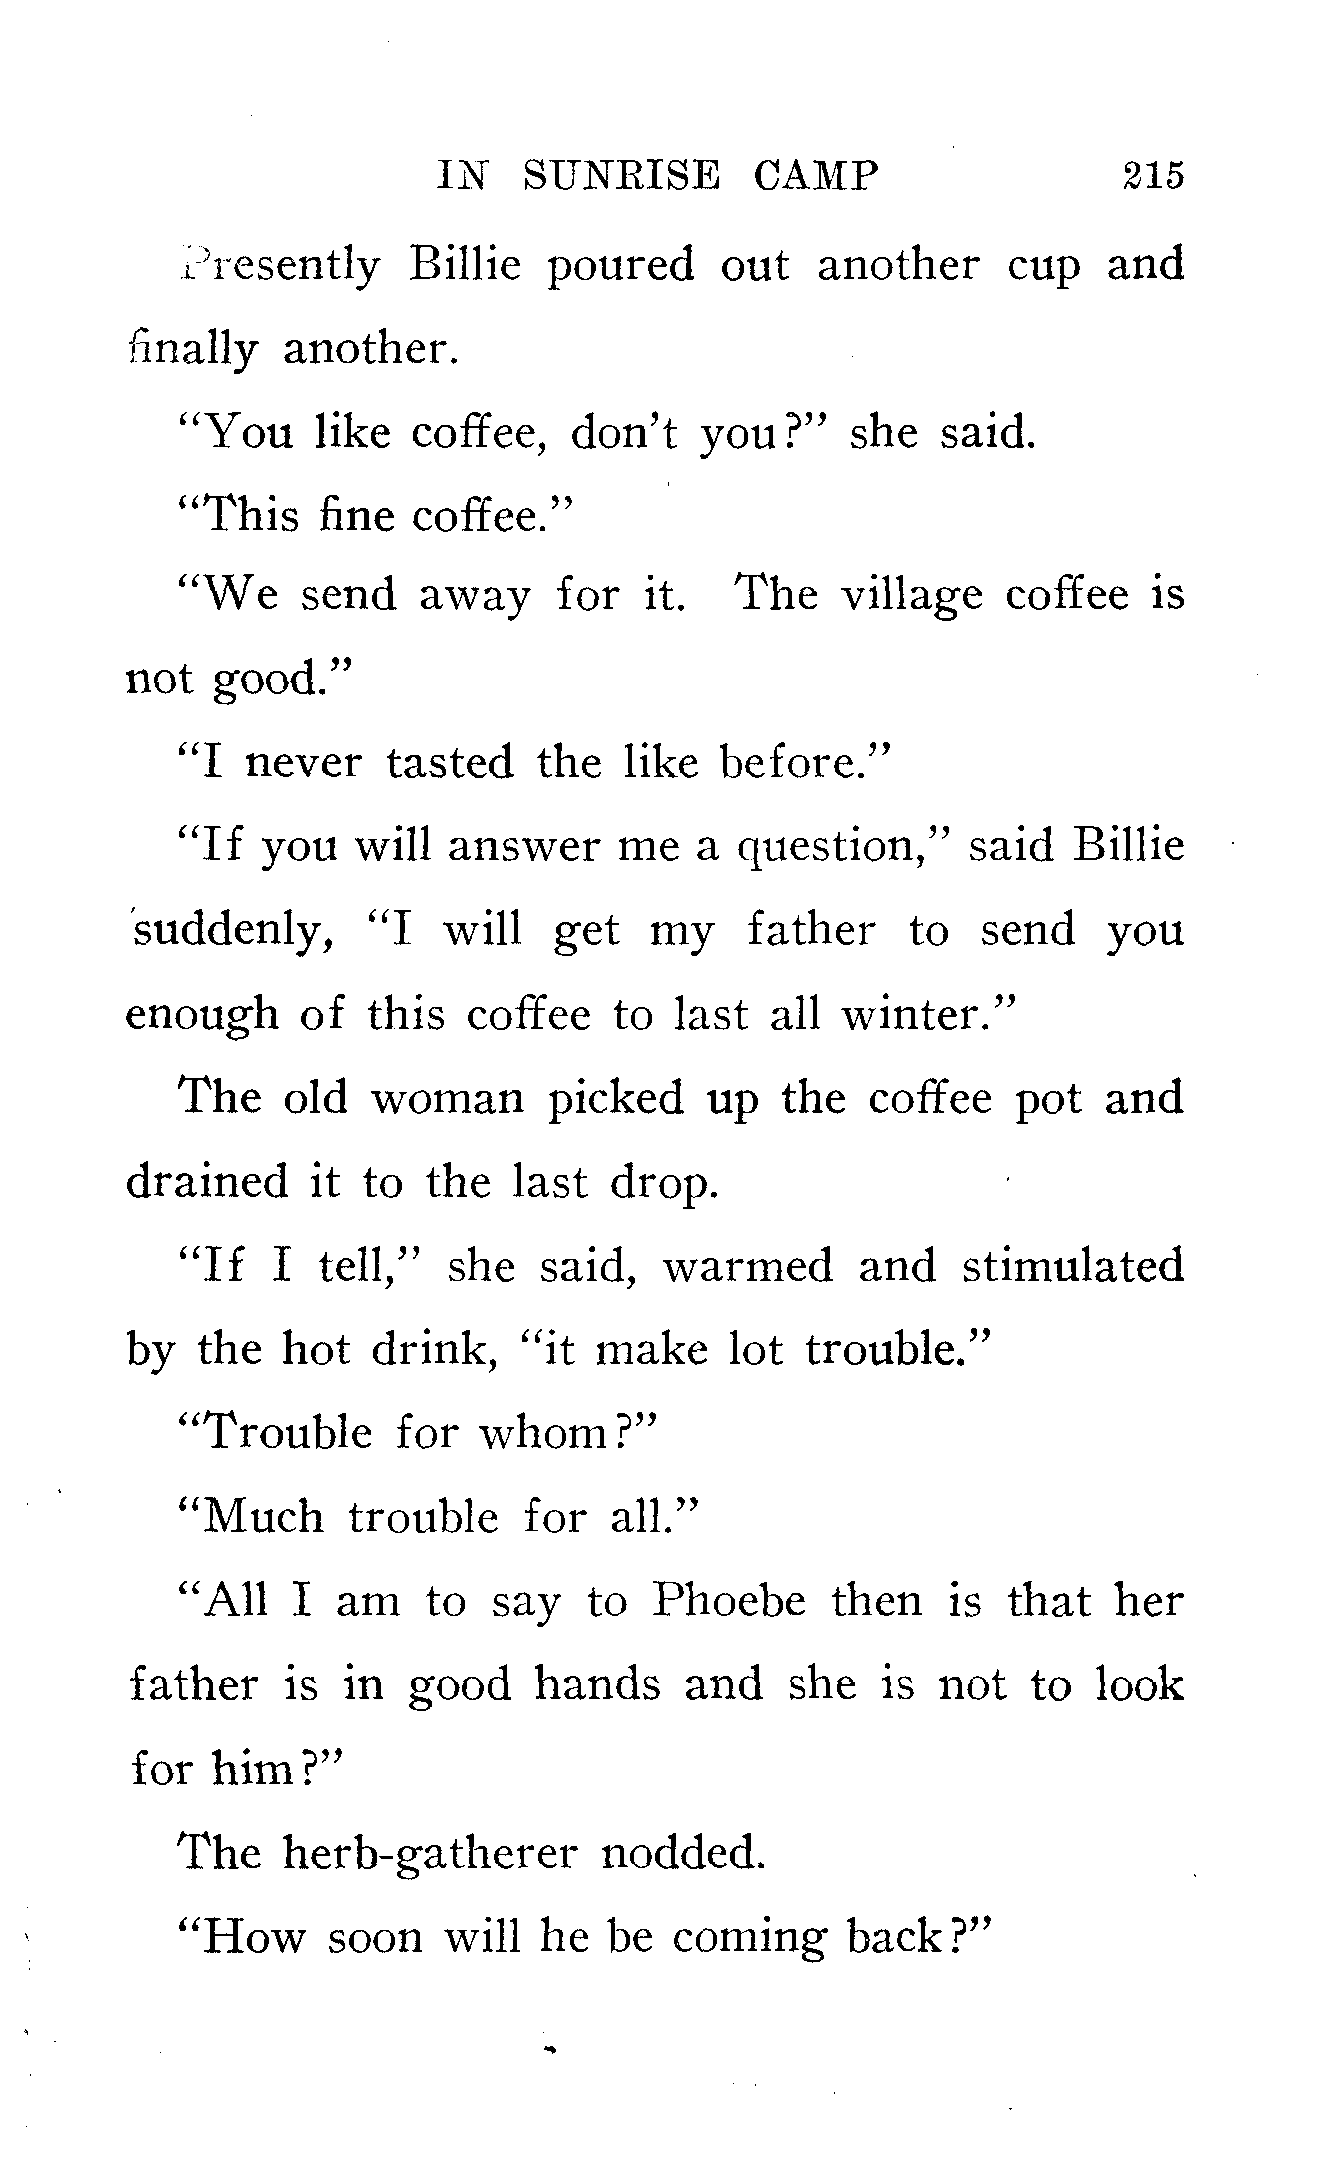 IN SUNRISE CAMP 215
Presently Billie poured out another cup and
finally another.
“You like coffee, don’t you?” she said.
“This fine coffee.”
“We send away for it. The village coffee is
not good.”
“I never tasted the like before.”
“If you will answer me a question,” said Billie
suddenly, “I will get my father to send you
enough of this coffee to last all winter.”
The old woman picked up the coffee pot and
drained it to the last drop.
“If I tell,” she said, warmed and stimulated
by the hot drink, “it make lot trouble.”
“Trouble for whom?”
“Much trouble for all.”
“All I am to say to Phoebe then is that her
father is in good hands and she is not to look
for him?”
The herb-gatherer nodded.
“How soon will he be coming back?”